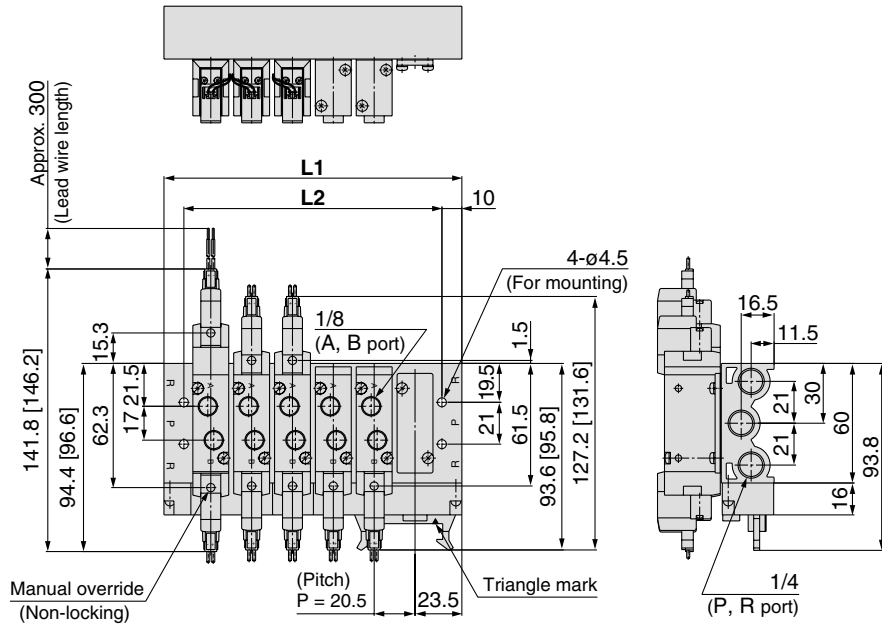 Approx. 300
(Lead wire length)
L1
L2
10
4-ø4.5
(For mounting)
1/8
(A, B port)
16.5
11.5
141.8 [146.2]
94.4 [96.6]
15.3
62.3
21.5
17
1.5
19.5
21
61.5
93.6 [95.8]
127.2 [131.6]
21
21
30
60
16
93.8
R
P
R
A
A
A
A
A
B
B
B
B
B
R
P
R
Manual override
(Non-locking)
(Pitch)
P = 20.5
23.5
Triangle mark
1/4
(P, R port)